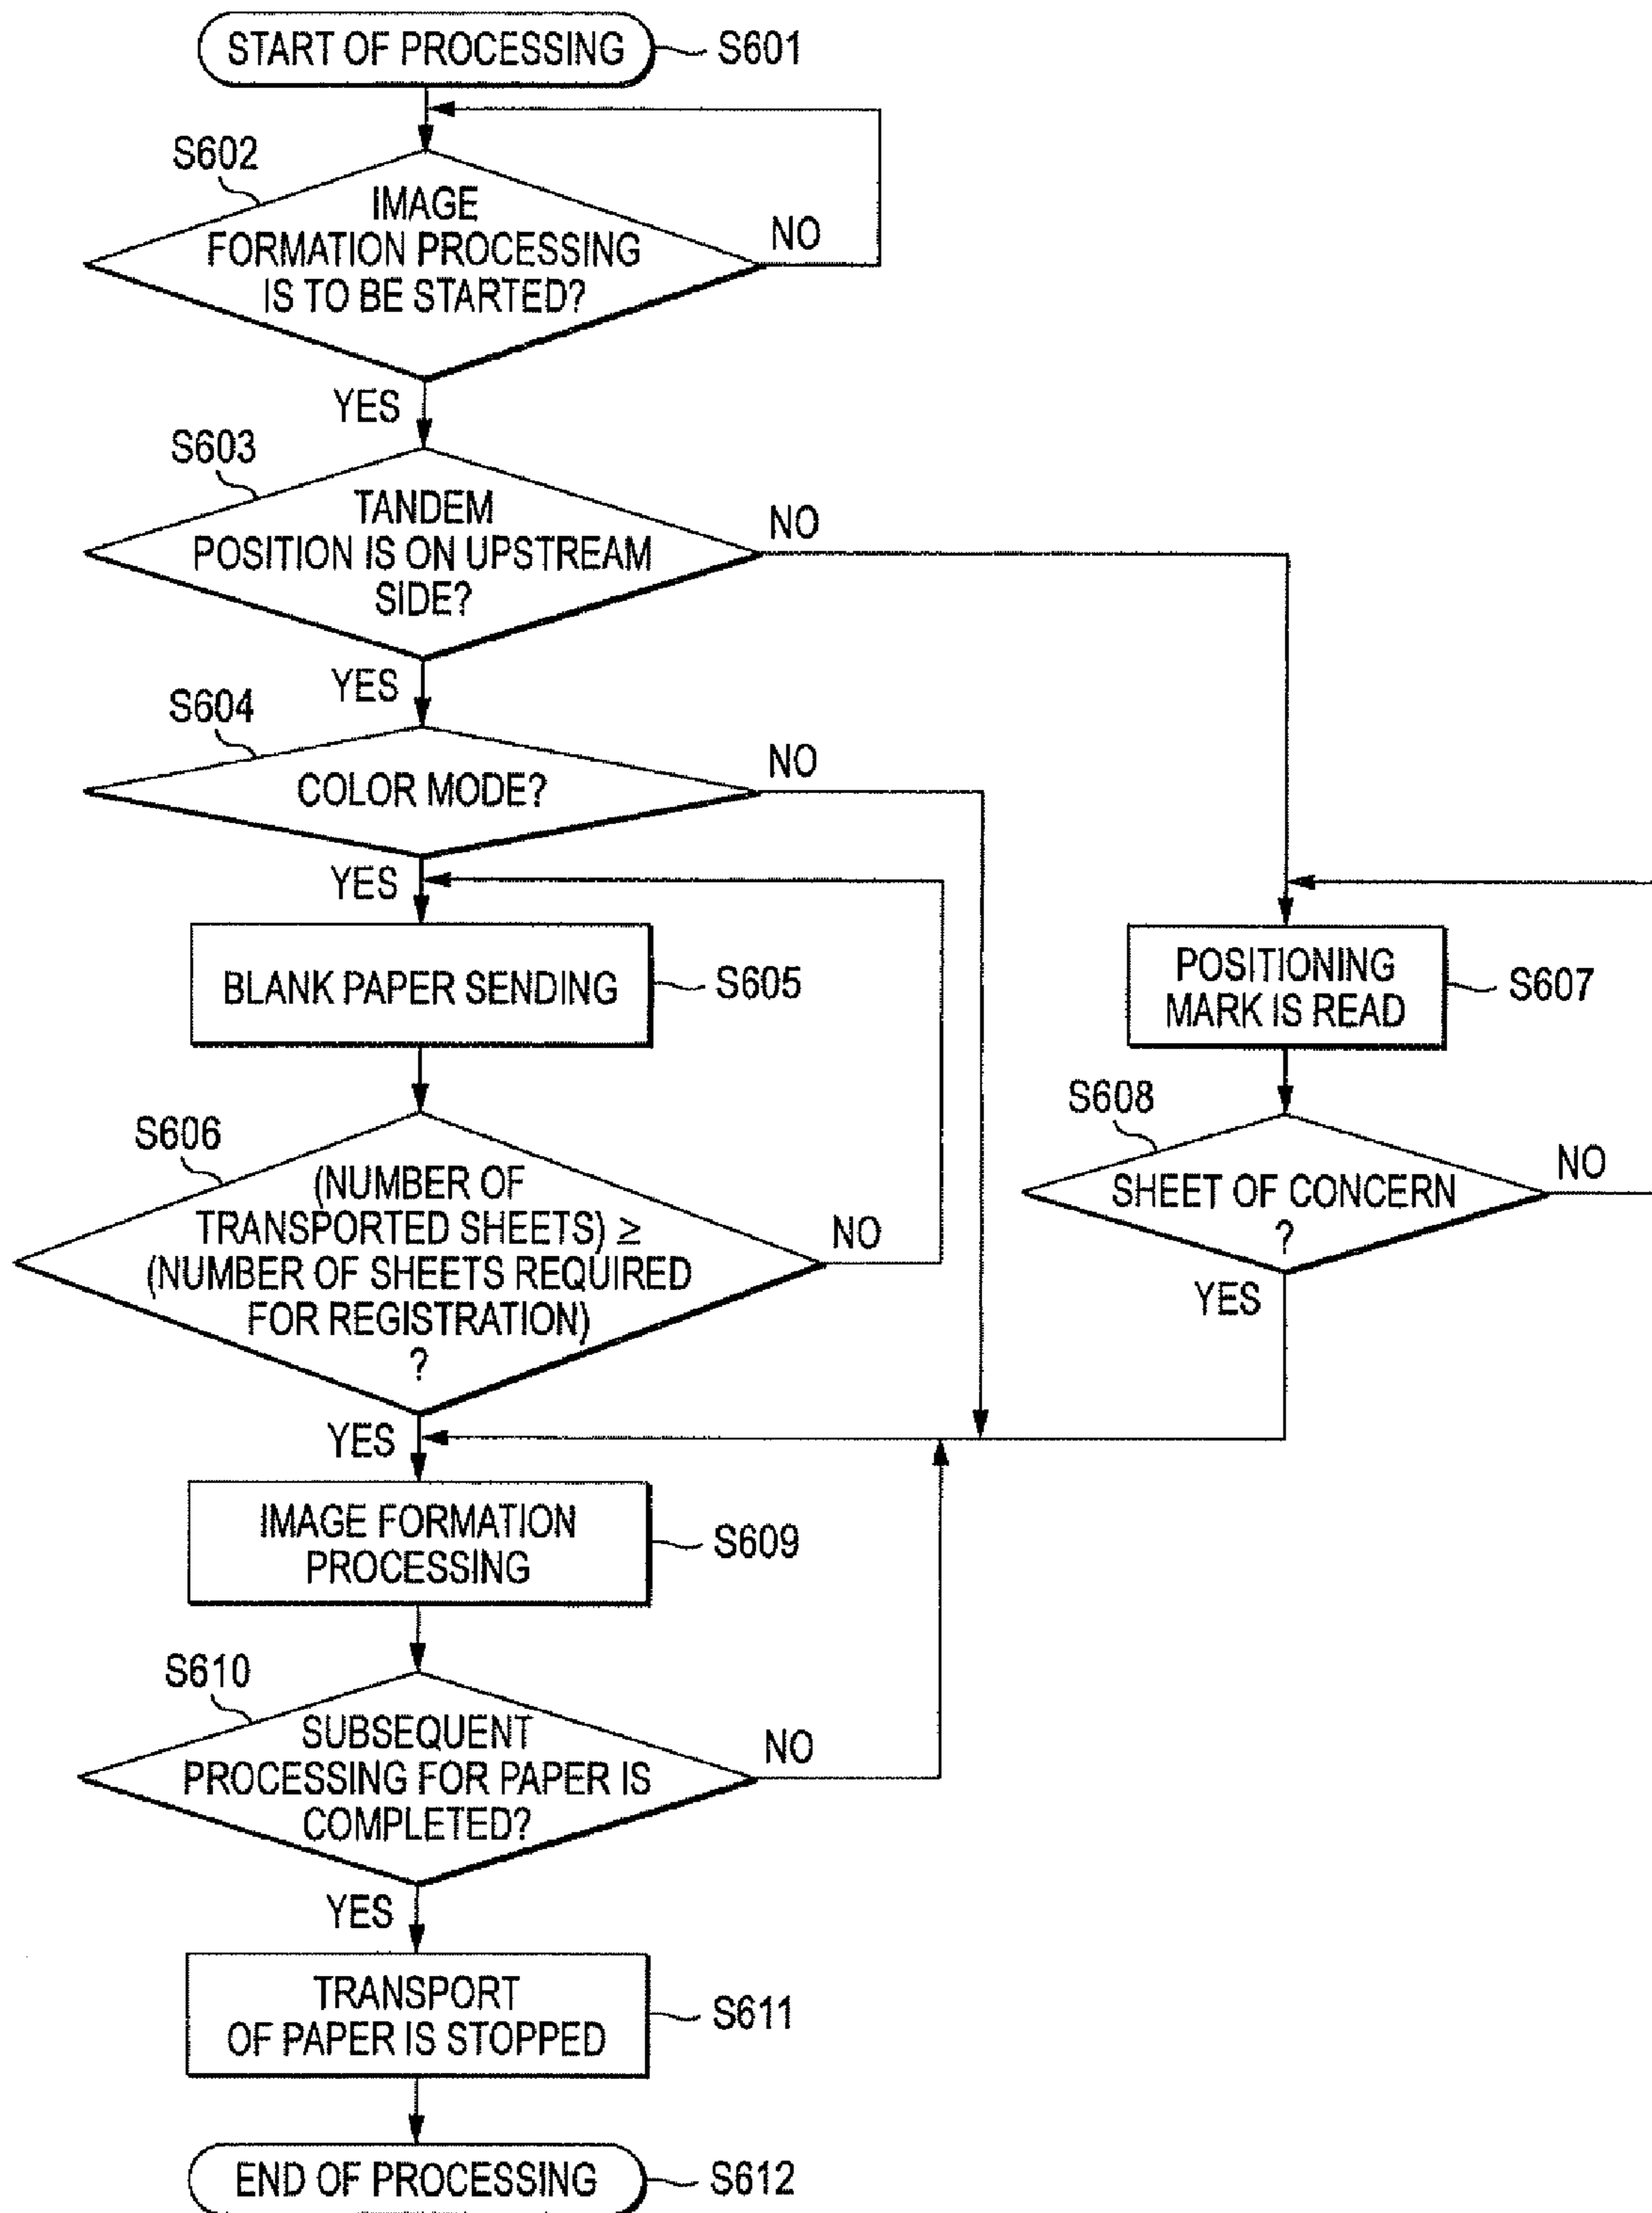 START OF PROCESSING
S601
S602
IMAGE
FORMATION PROCESSING
IS TO BE STARTED?
NO
YES
S603
TANDEM
POSITION IS ON UPSTREAM
SIDE?
NO
YES
S604
COLOR MODE?
NO
YES
BLANK PAPER SENDING
S605
POSITIONING
MARK IS READ
S607
S606
(NUMBER OF
TRANSPORTED SHEETS) ≥
(NUMBER OF SHEETS REQUIRED
FOR REGISTRATION)
?
NO
YES
S608
SHEET OF CONCERN
?
NO
YES
IMAGE FORMATION
PROCESSING
S609
S610
SUBSEQUENT
PROCESSING FOR PAPER IS
COMPLETED?
NO
YES
TRANSPORT
OF PAPER IS STOPPED
S611
END OF PROCESSING
S612